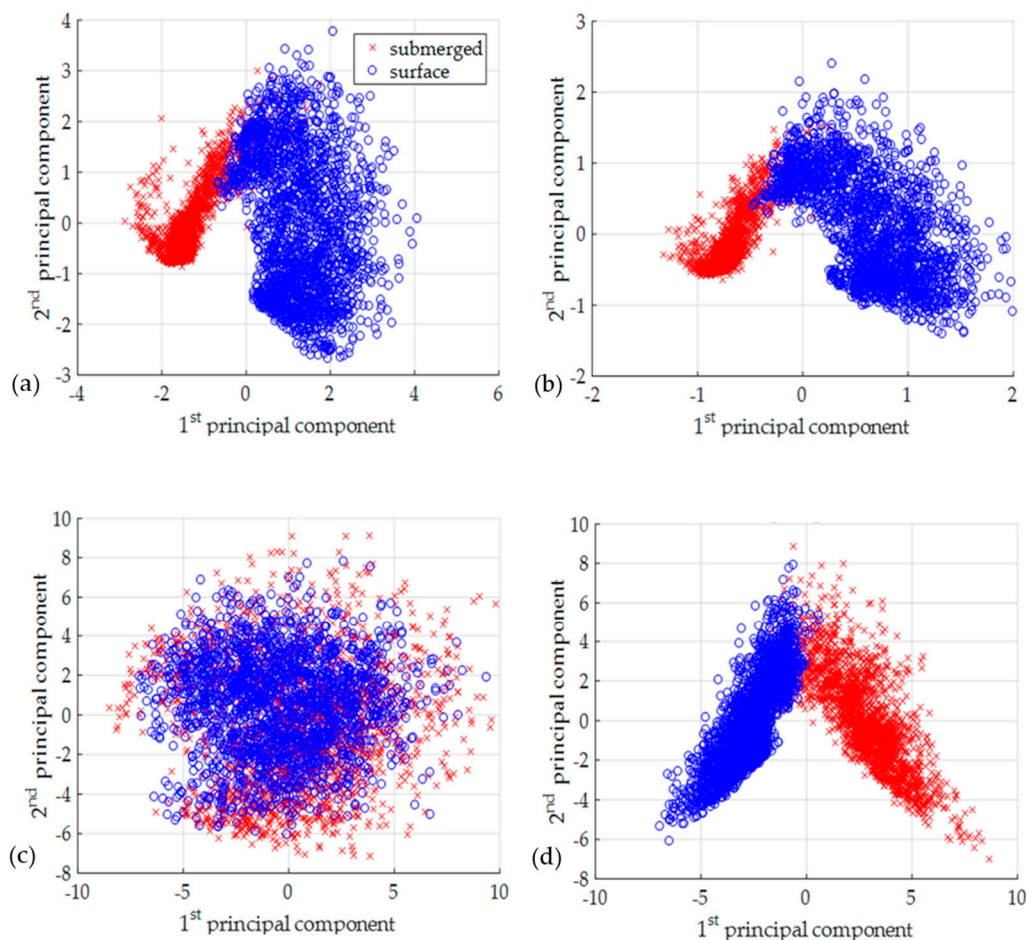 submerged
surface
4
3
2
1
0
-1
-2
-3
-4 -2 0 2 4 6
2nd principal component
1st principal component
(a)
3
2
1
0
-1
-2
-2 -1 0 1 2
2nd principal component
1st principal component
(b)
10
8
6
4
2
0
-2
-4
-6
-8
-10 -5 0 5 10
2nd principal component
1st principal component
(c)
10
8
6
4
2
0
-2
-4
-6
-8
-10 -5 0 5 10
2nd principal component
1st principal component
(d)